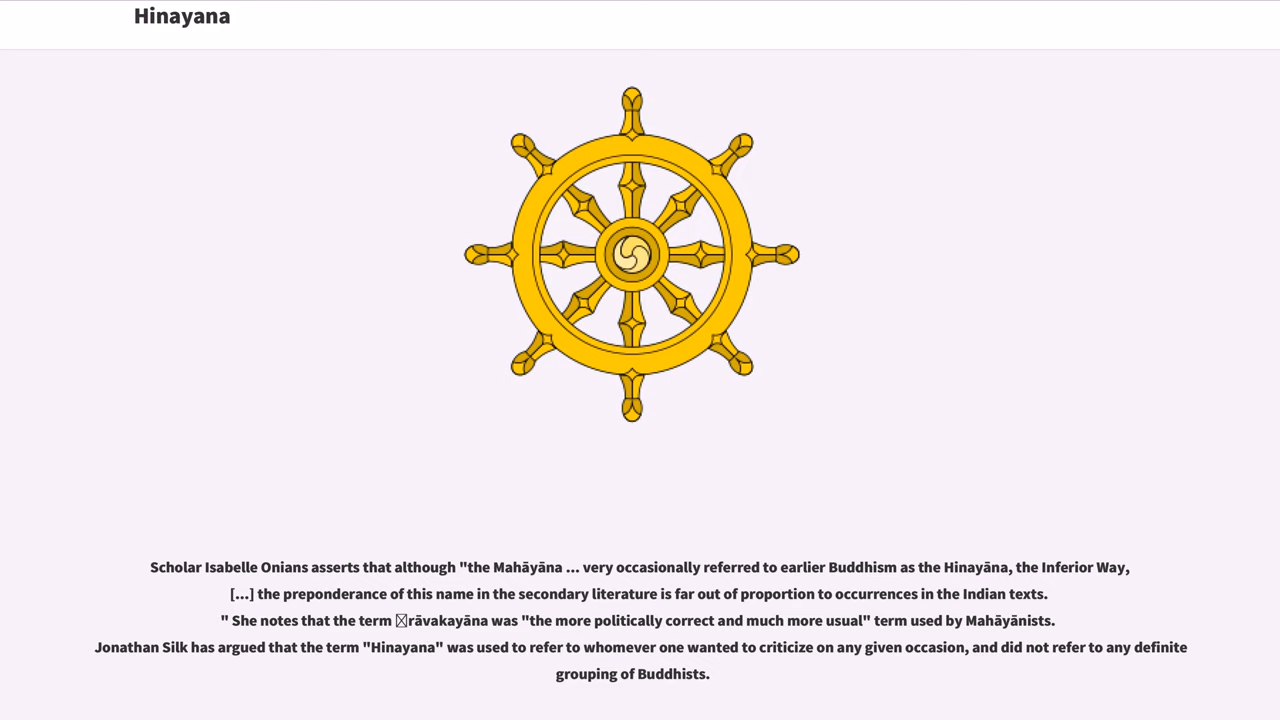 Hinayana
Scholar Isabelle Onians asserts that although "the Mahāyāna ... very occasionally referred to earlier Buddhism as the Hinayāna, the Inferior Way,
[...] the preponderance of this name in the secondary literature is far out of proportion to occurrences in the Indian texts.
" She notes that the term □rāvakayāna was "the more politically correct and much more usual" term used by Mahāyānists.
Jonathan Silk has argued that the term "Hinayana" was used to refer to whomever one wanted to criticize on any given occasion, and did not refer to any definite
grouping of Buddhists.